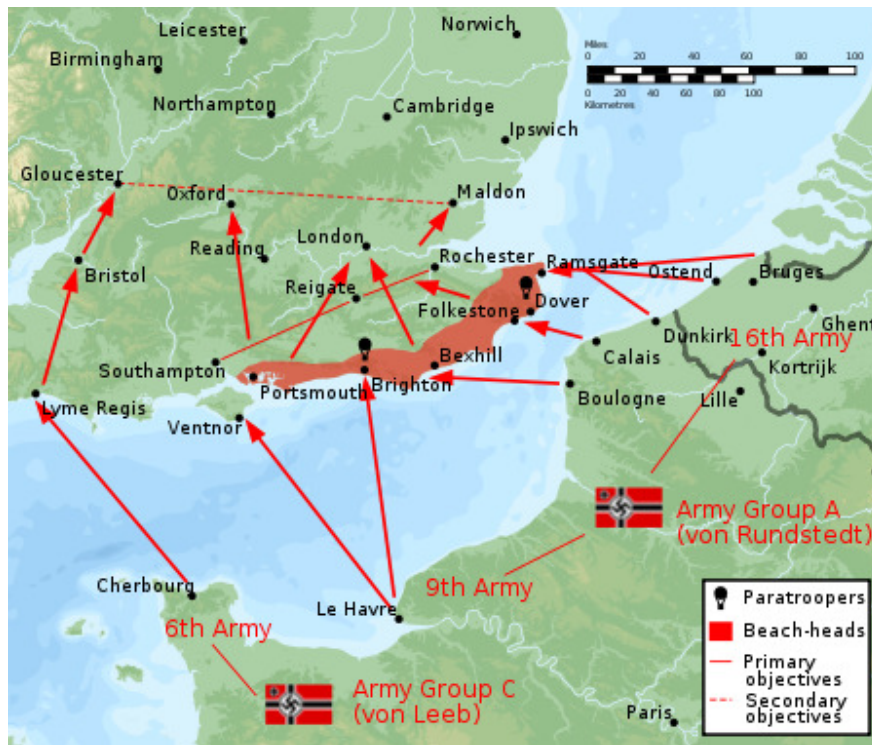 Leicester
Norwich
Birmingham
Miles
0 20 40 60 80 100
0 20 40 60 80 100
Kilometres
Northampton
Cambridge
Ipswich
Gloucester
Oxford
Maldon
London
Reading
Bristol
Rochester
Ramsgate
Ostend
Bruges
Reigate
Folkestone
Dover
Ghent
Dunkirk
16th Army
Calais
Kortrijk
Southampton
Bexhill
Portsmouth
Brighton
Boulogne
Lille
Lyme Regis
Ventnor
Army Group A
(von Rundstedt)
Cherbourg
9th Army
Le Havre
6th Army
Paratroopers
Beach-heads
Primary
objectives
Secondary
objectives
Army Group C
(von Leeb)
Paris